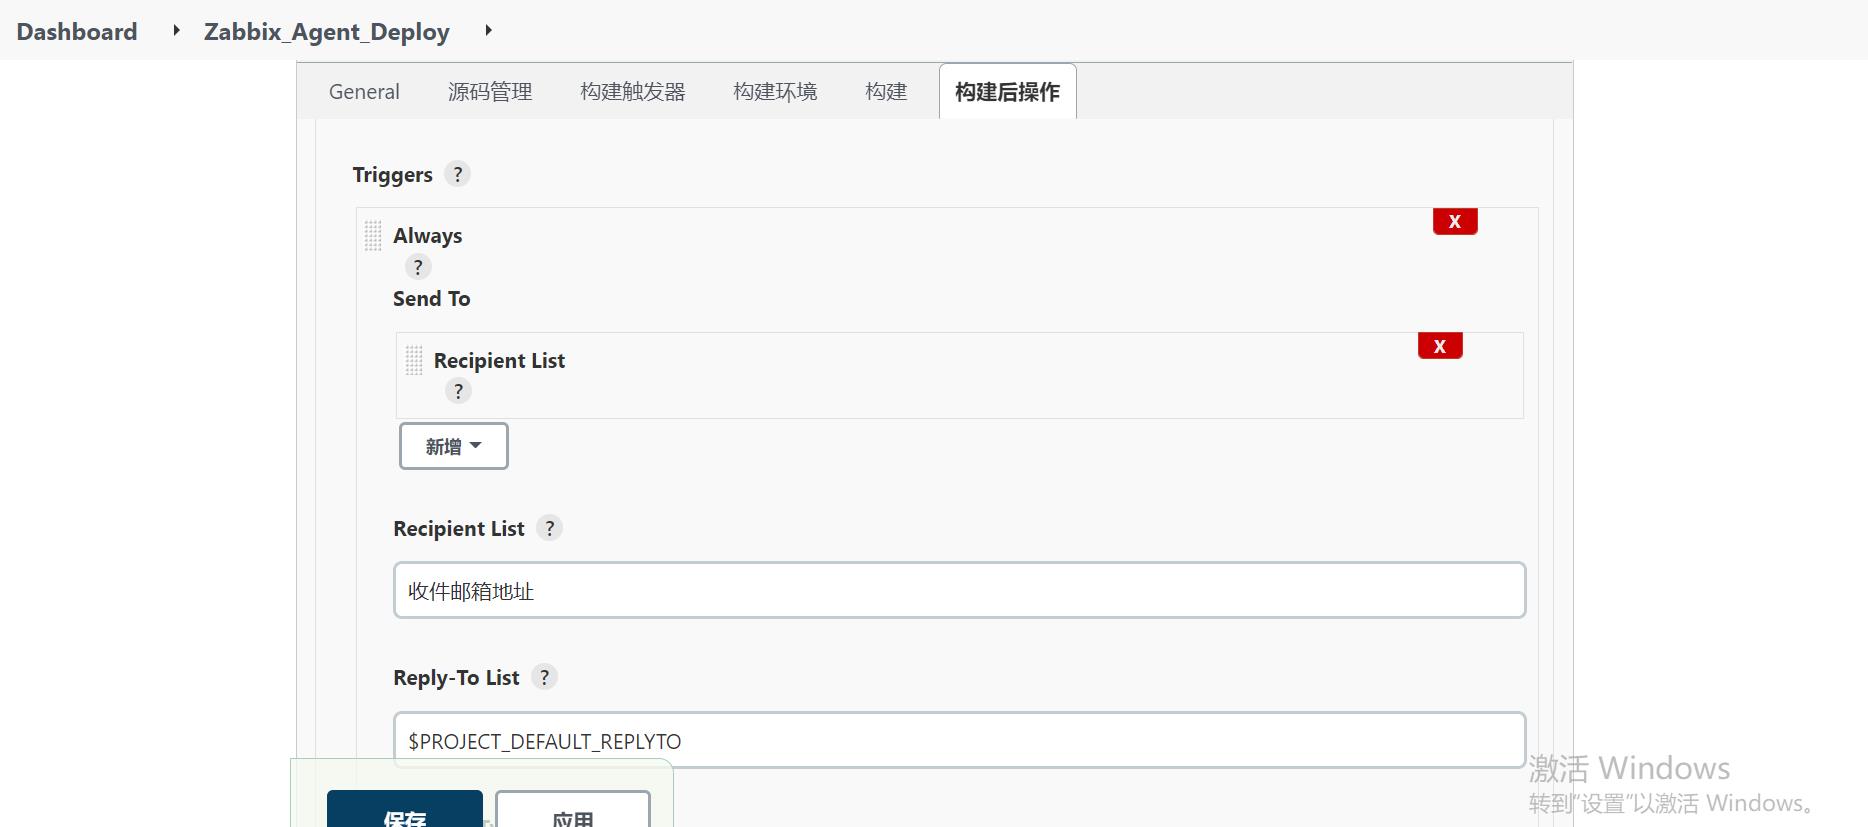 Dashboard Zabbix_Agent_Deploy
General 源码管理 构建触发器 构建环境 构建 构建后操作
Triggers ?
Always
X
?
Send To
Recipient List
X
?
新增
Recipient List ?
收件邮箱地址
Reply-To List ?
$PROJECT_DEFAULT_REPLYTO
激活 Windows
转到"设置"以激活 Windows。
保存 应用